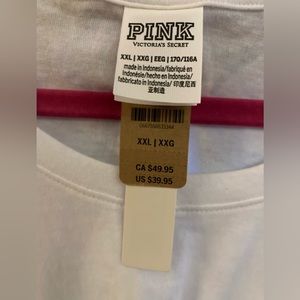 PINK
VICTORIA'S SECRET
XXL | XXG | EEG | 170/116A
made in Indonesia/fabriqué en
Indonésie/hecho en Indonesia/
fabricado in Indonesia/ 印度尼西
亚制造
XXL | XXG
CA $49.95
US $39.95